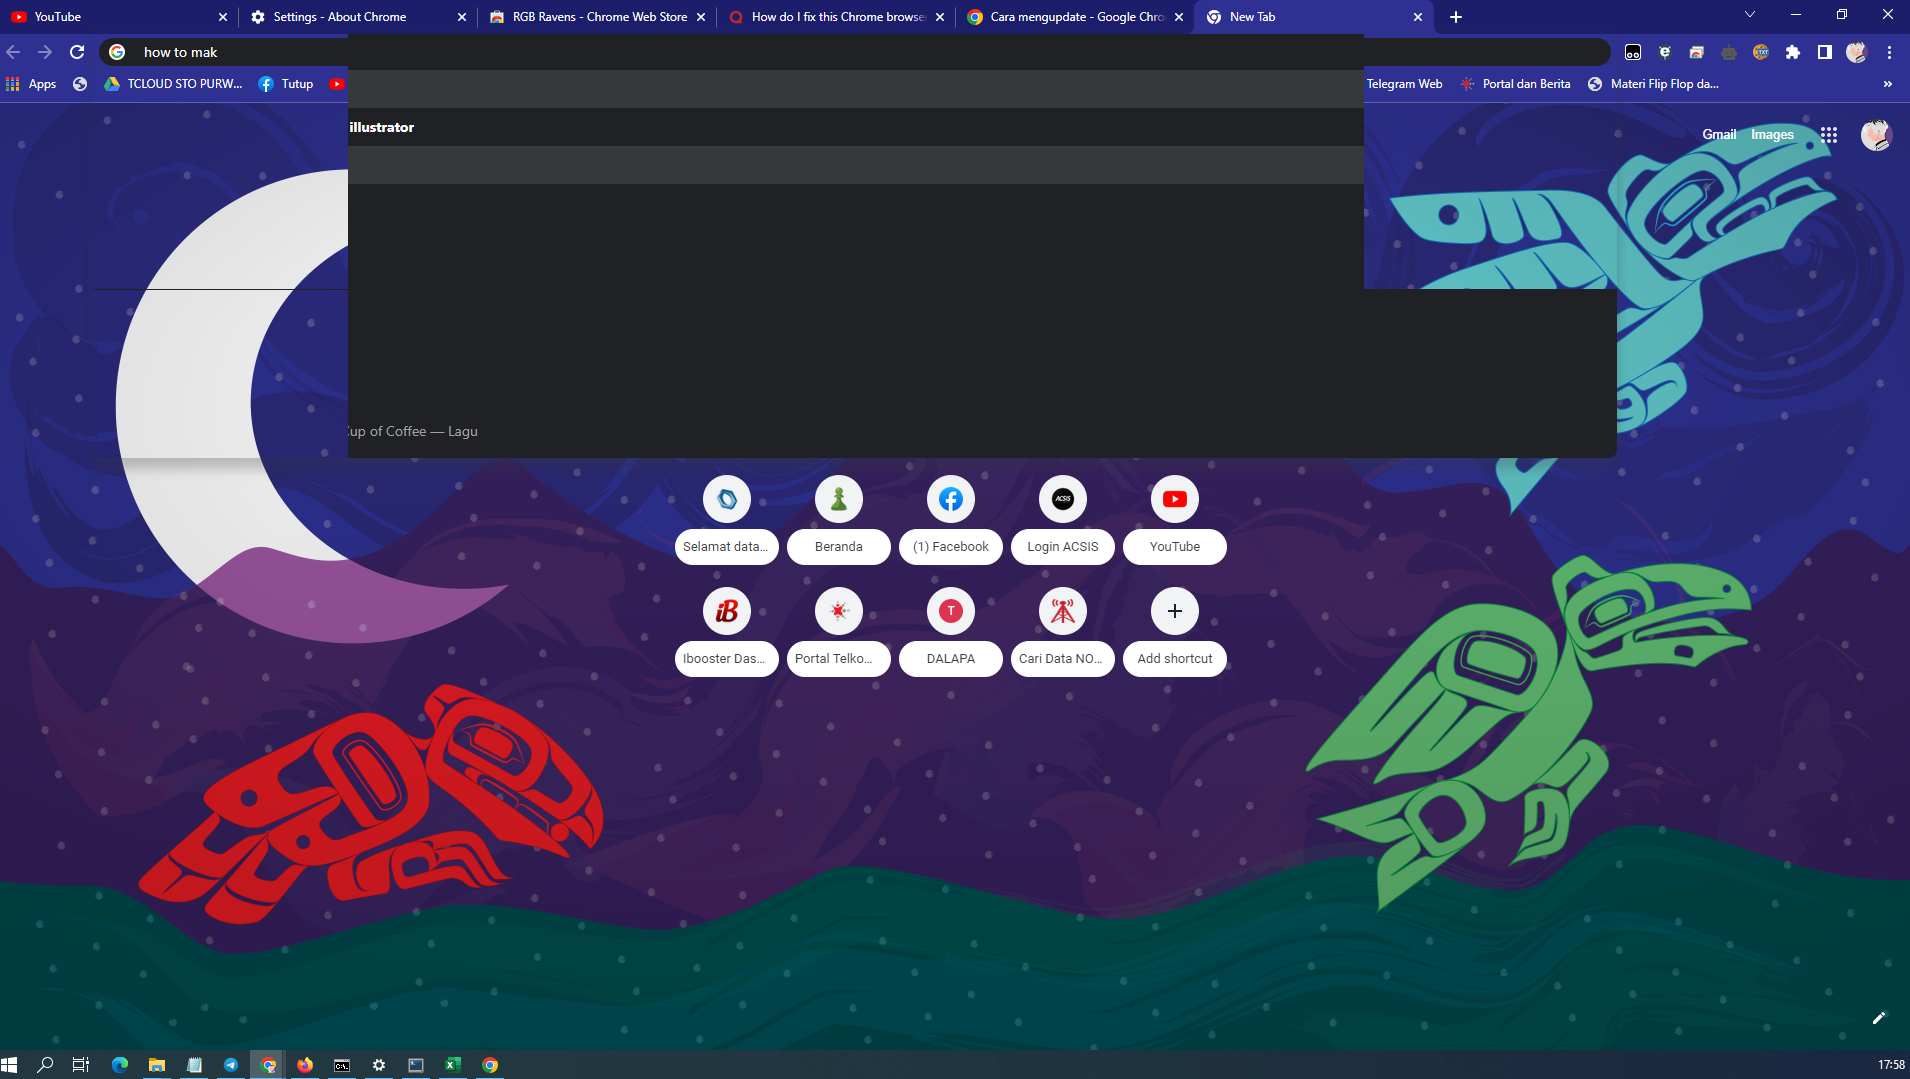 YouTube
Settings - About Chrome
RGB Ravens - Chrome Web Store
How do I fix this Chrome browser
Cara mengupdate - Google Chro
New Tab
how to mak
Apps
TCLOUD STO PURW...
Tutup
Telegram Web
Portal dan Berita
Materi Flip Flop da...
»
illustrator
Gmail
Images
Cup of Coffee — Lagu
Selamat data...
Beranda
(1) Facebook
Login ACSIS
YouTube
Ibooster Das...
Portal Telko...
DALAPA
Cari Data NO...
Add shortcut
17:58